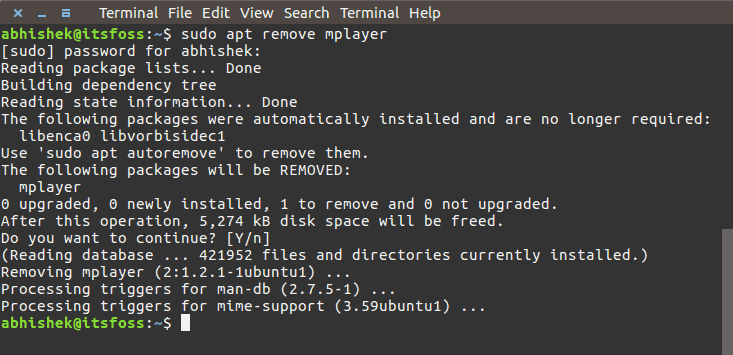 Terminal File Edit View Search Terminal Help
abhishek@itsfoss:~$ sudo apt remove mplayer
[sudo] password for abhishek:
Reading package lists... Done
Building dependency tree
Reading state information... Done
The following packages were automatically installed and are no longer required:
  libenca0 libvorbisidec1
Use 'sudo apt autoremove' to remove them.
The following packages will be REMOVED:
  mplayer
0 upgraded, 0 newly installed, 1 to remove and 0 not upgraded.
After this operation, 5,274 kB disk space will be freed.
Do you want to continue? [Y/n]
(Reading database ... 421952 files and directories currently installed.)
Removing mplayer (2:1.2.1-1ubuntu1) ...
Processing triggers for man-db (2.7.5-1) ...
Processing triggers for mime-support (3.59ubuntu1) ...
abhishek@itsfoss:~$